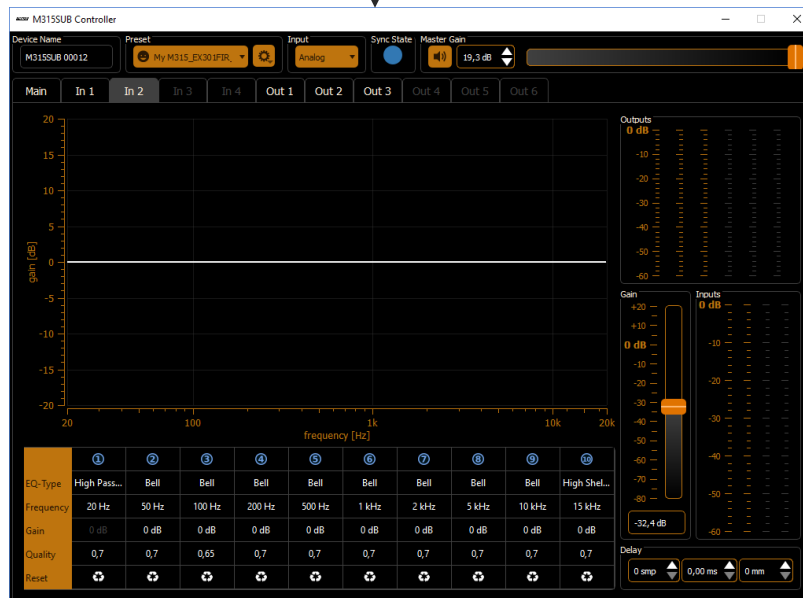 M315SUB Controller
Device Name Preset Input Sync State Master Gain
M315SUB 00012 My M315_EX301FIR_ Analog 19,3 dB
Main In 1 In 2 In 3 In 4 Out 1 Out 2 Out 3 Out 4 Out 5 Out 6
gain [dB]
20
15
10
5
0
-5
-10
-15
-20
20 100 1k 10k 20k
frequency [Hz]
Outputs
0 dB
-10
-20
-30
-40
-50
-60
Gain
+20
+10
0 dB
-10
-20
-30
-40
-50
-60
-70
-80
-32,4 dB
Inputs
0 dB
-10
-20
-30
-40
-50
-60
1 2 3 4 5 6 7 8 9 10
EQ-Type High Pass... Bell Bell Bell Bell Bell Bell Bell Bell High Shel...
Frequency 20 Hz 50 Hz 100 Hz 200 Hz 500 Hz 1 kHz 2 kHz 5 kHz 10 kHz 15 kHz
Gain 0 dB 0 dB 0 dB 0 dB 0 dB 0 dB 0 dB 0 dB 0 dB 0 dB
Quality 0,7 0,7 0,65 0,7 0,7 0,7 0,7 0,7 0,7 0,7
Reset
Delay
0 smp 0,00 ms 0 mm